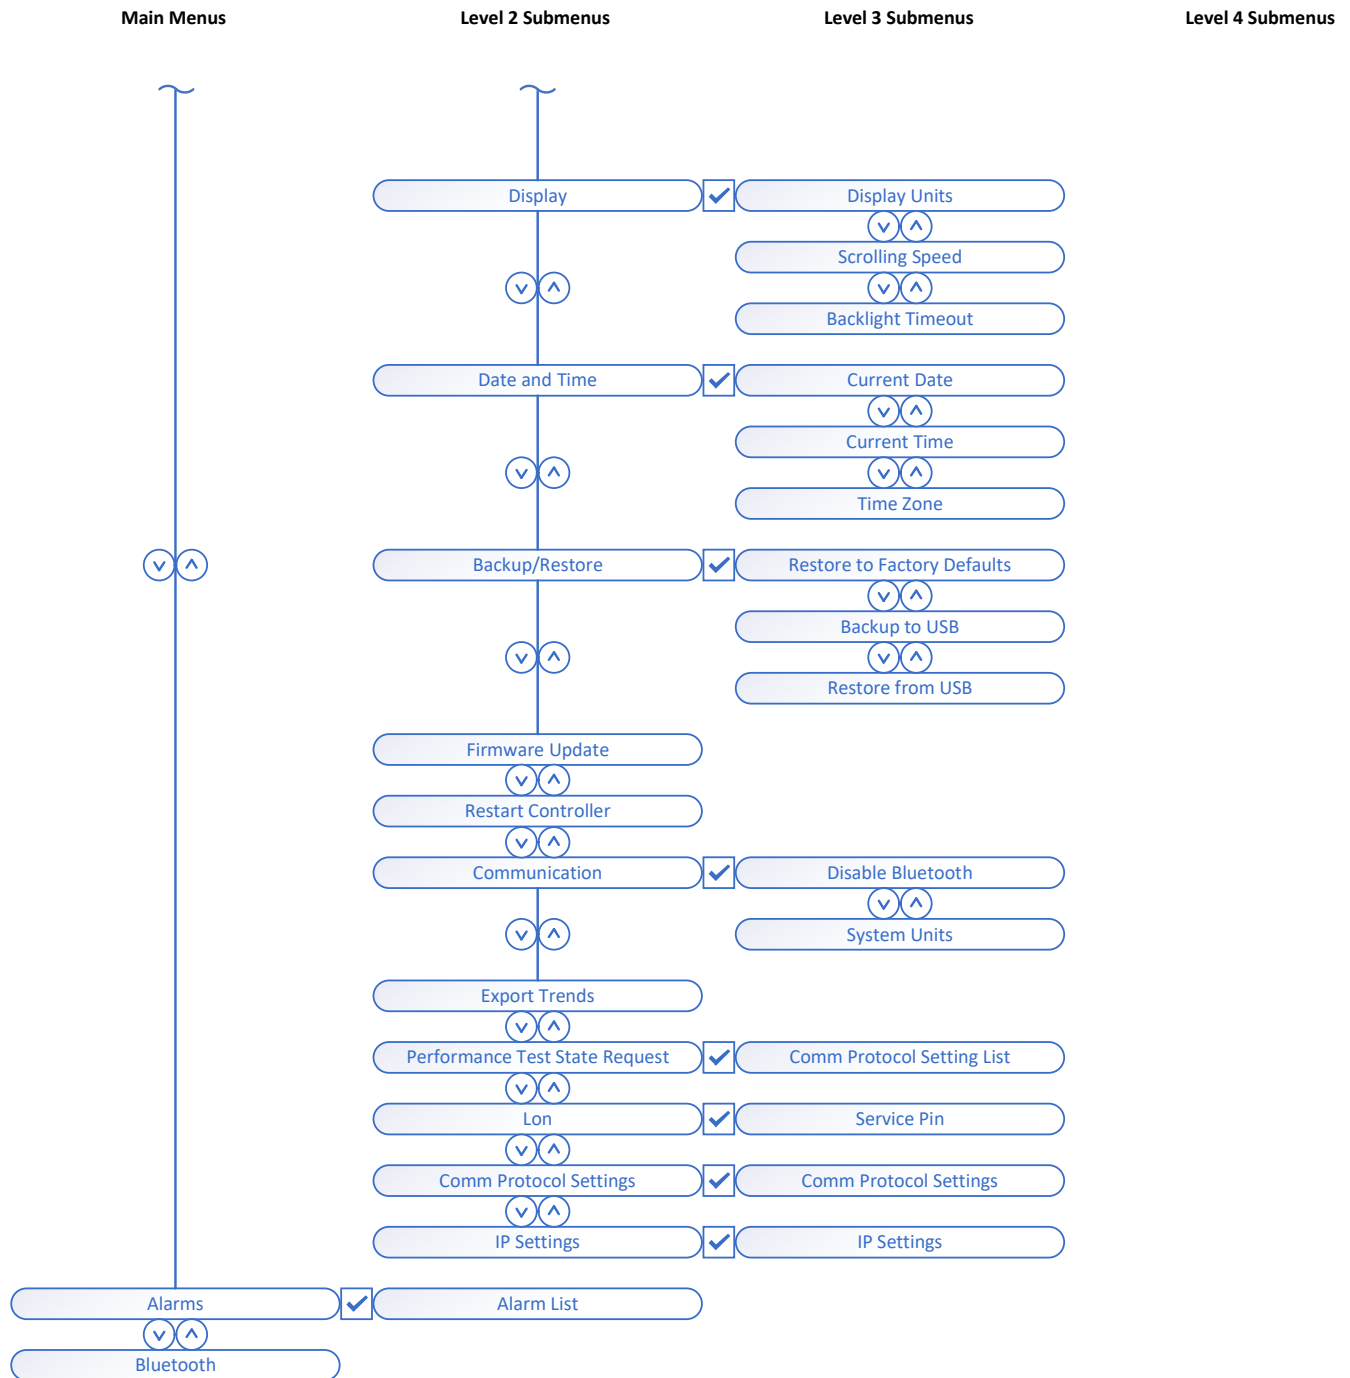 Main Menus
Level 2 Submenus
Level 3 Submenus
Level 4 Submenus
Display
Display Units
Scrolling Speed
Backlight Timeout
Date and Time
Current Date
Current Time
Time Zone
Backup/Restore
Restore to Factory Defaults
Backup to USB
Restore from USB
Firmware Update
Restart Controller
Communication
Disable Bluetooth
System Units
Export Trends
Performance Test State Request
Comm Protocol Setting List
Lon
Service Pin
Comm Protocol Settings
Comm Protocol Settings
IP Settings
IP Settings
Alarms
Alarm List
Bluetooth